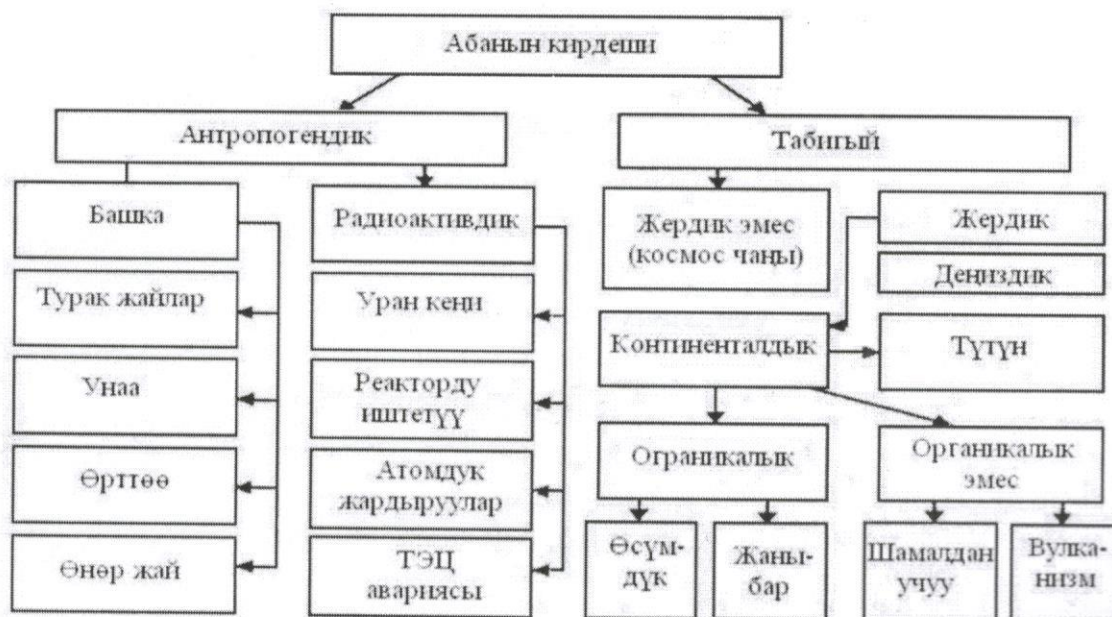 Абанын кирдеши
Антропогендик
Табигый
Башка
Радиоактивдик
Жердик эмес
(космос чаңы)
Жердик
Деңиздик
Турак жайлар
Уран кени
Континенталдык
Түтүн
Унаа
Реакторду
иштетүү
Ограникалык
Органикалык
эмес
Өрттөө
Атомдук
жардыруулар
Өнөр жай
ТЭЦ
авариясы
Өсүм-
дүк
Жаны-
бар
Шамалдан
учуу
Вулка-
низм